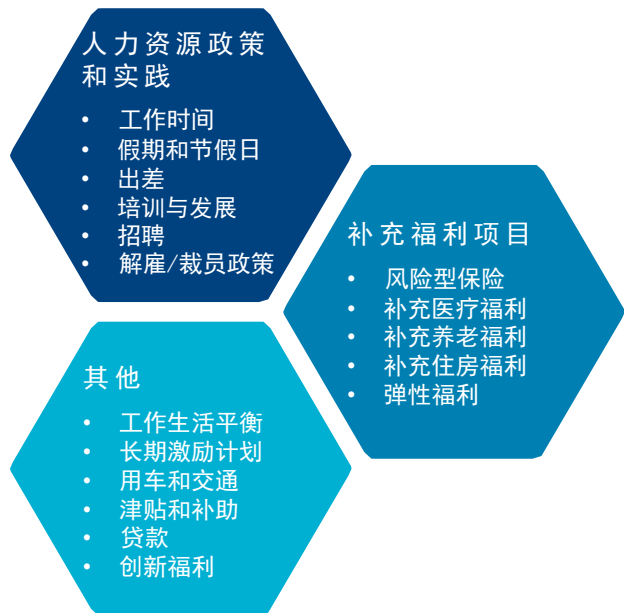 人力资源政策
和实践
• 工作时间
• 假期和节假日
• 出差
• 培训与发展
• 招聘
• 解雇/裁员政策
补充福利项目
• 风险型保险
• 补充医疗福利
• 补充养老福利
• 补充住房福利
• 弹性福利
其他
• 工作生活平衡
• 长期激励计划
• 用车和交通
• 津贴和补助
• 贷款
• 创新福利